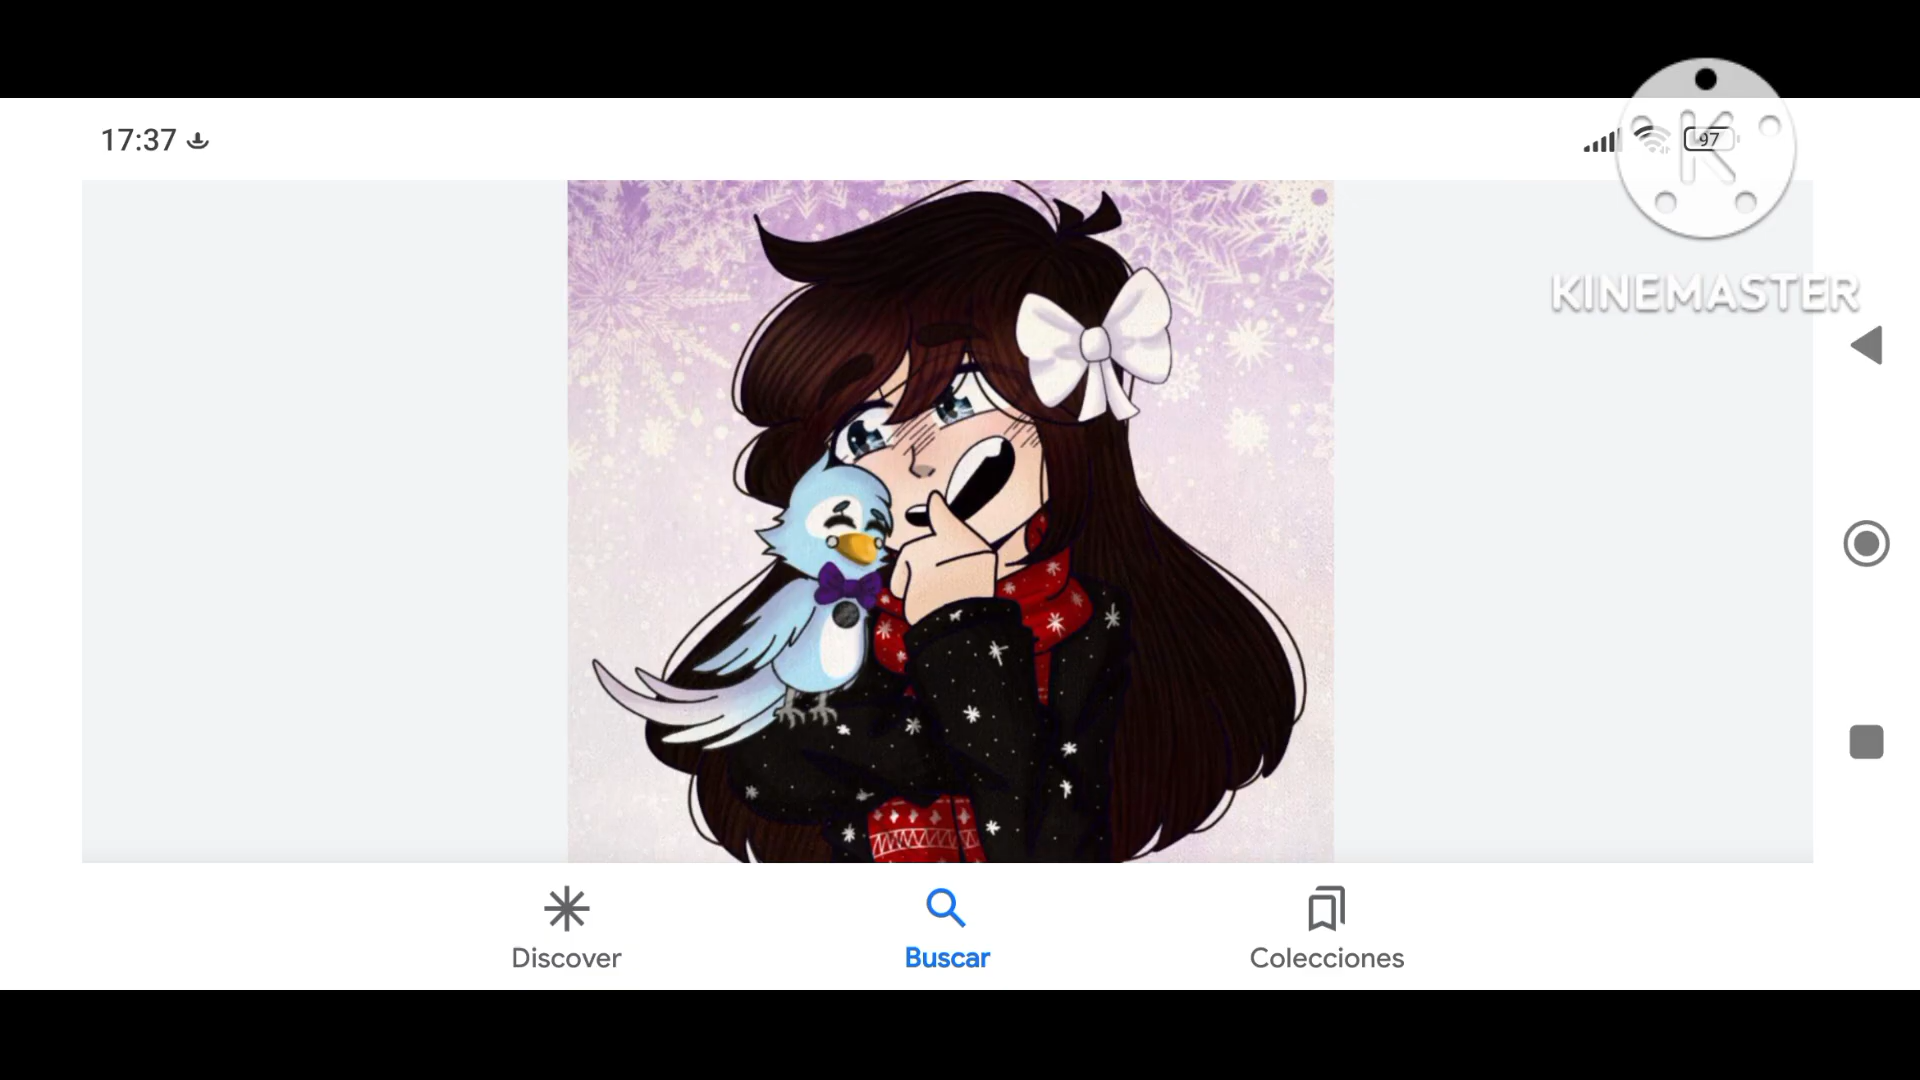 17:37
97
K
KINEMASTER
Discover
Buscar
Colecciones